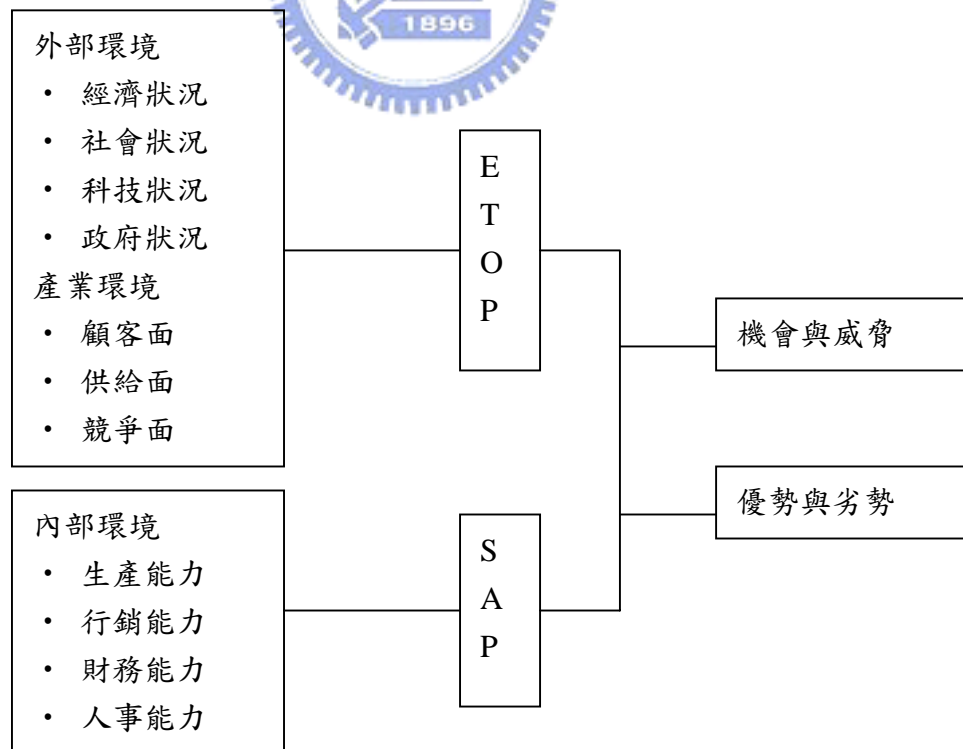 1896
外部環境
• 經濟狀況
• 社會狀況
• 科技狀況
• 政府狀況
產業環境
• 顧客面
• 供給面
• 競爭面
E
T
O
P
機會與威脅
優勢與劣勢
內部環境
• 生產能力
• 行銷能力
• 財務能力
• 人事能力
S
A
P